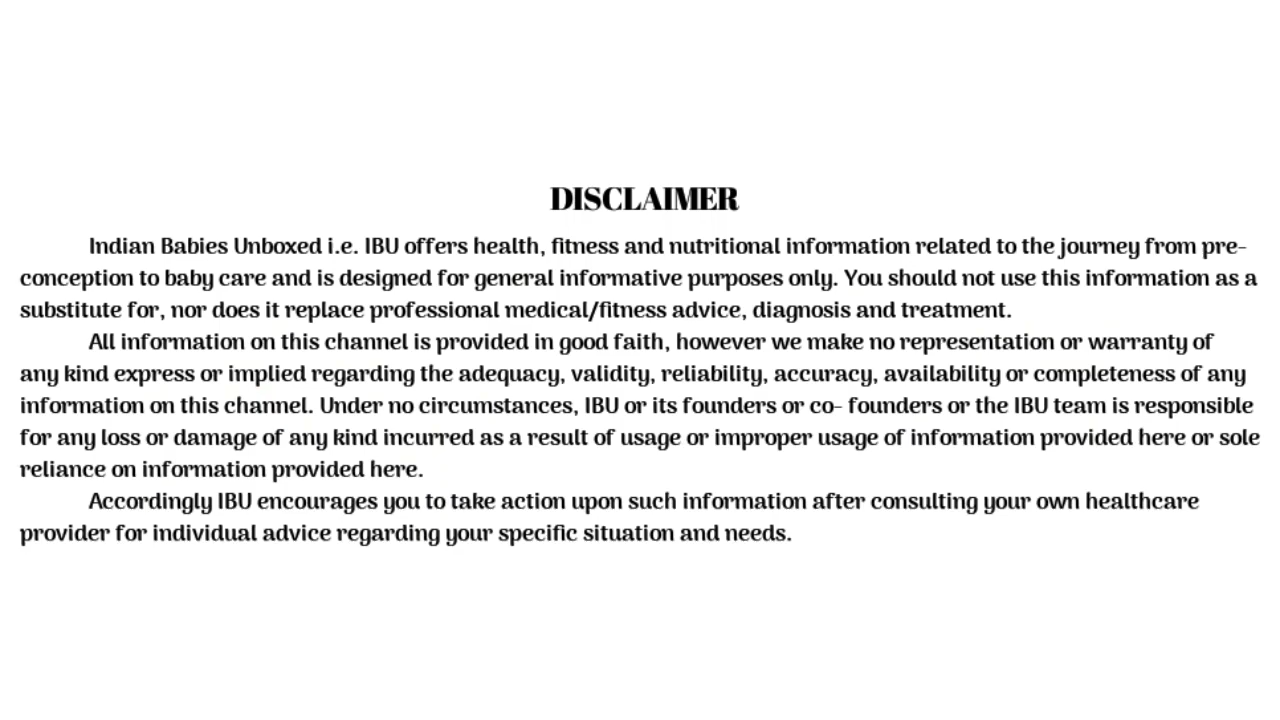 DISCLAIMER
Indian Babies Unboxed i.e. IBU offers health, fitness and nutritional information related to the journey from pre-
conception to baby care and is designed for general informative purposes only. You should not use this information as a
substitute for, nor does it replace professional medical/fitness advice, diagnosis and treatment.
All information on this channel is provided in good faith, however we make no representation or warranty of
any kind express or implied regarding the adequacy, validity, reliability, accuracy, availability or completeness of any
information on this channel. Under no circumstances, IBU or its founders or co- founders or the IBU team is responsible
for any loss or damage of any kind incurred as a result of usage or improper usage of information provided here or sole
reliance on information provided here.
Accordingly IBU encourages you to take action upon such information after consulting your own healthcare
provider for individual advice regarding your specific situation and needs.